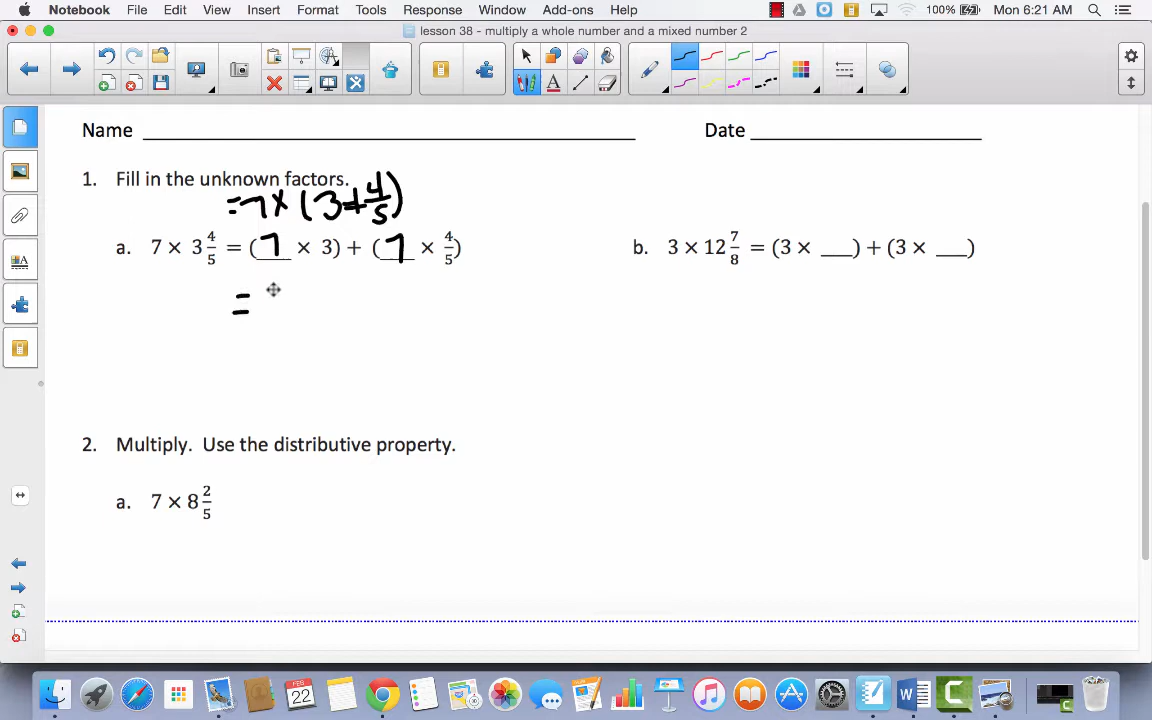 Notebook File Edit View Insert Format Tools Response Window Add-ons Help 100% Mon 6:21 AM
lesson 38 - multiply a whole number and a mixed number 2
Name ________ Date ________
1. Fill in the unknown factors.
= 7 × (3 + 4/5)
a. 7 × 3 4/5 = (7 × 3) + (7 × 4/5) b. 3 × 12 7/8 = (3 × ___) + (3 × ___)
=
2. Multiply. Use the distributive property.
a. 7 × 8 2/5
FEB
22